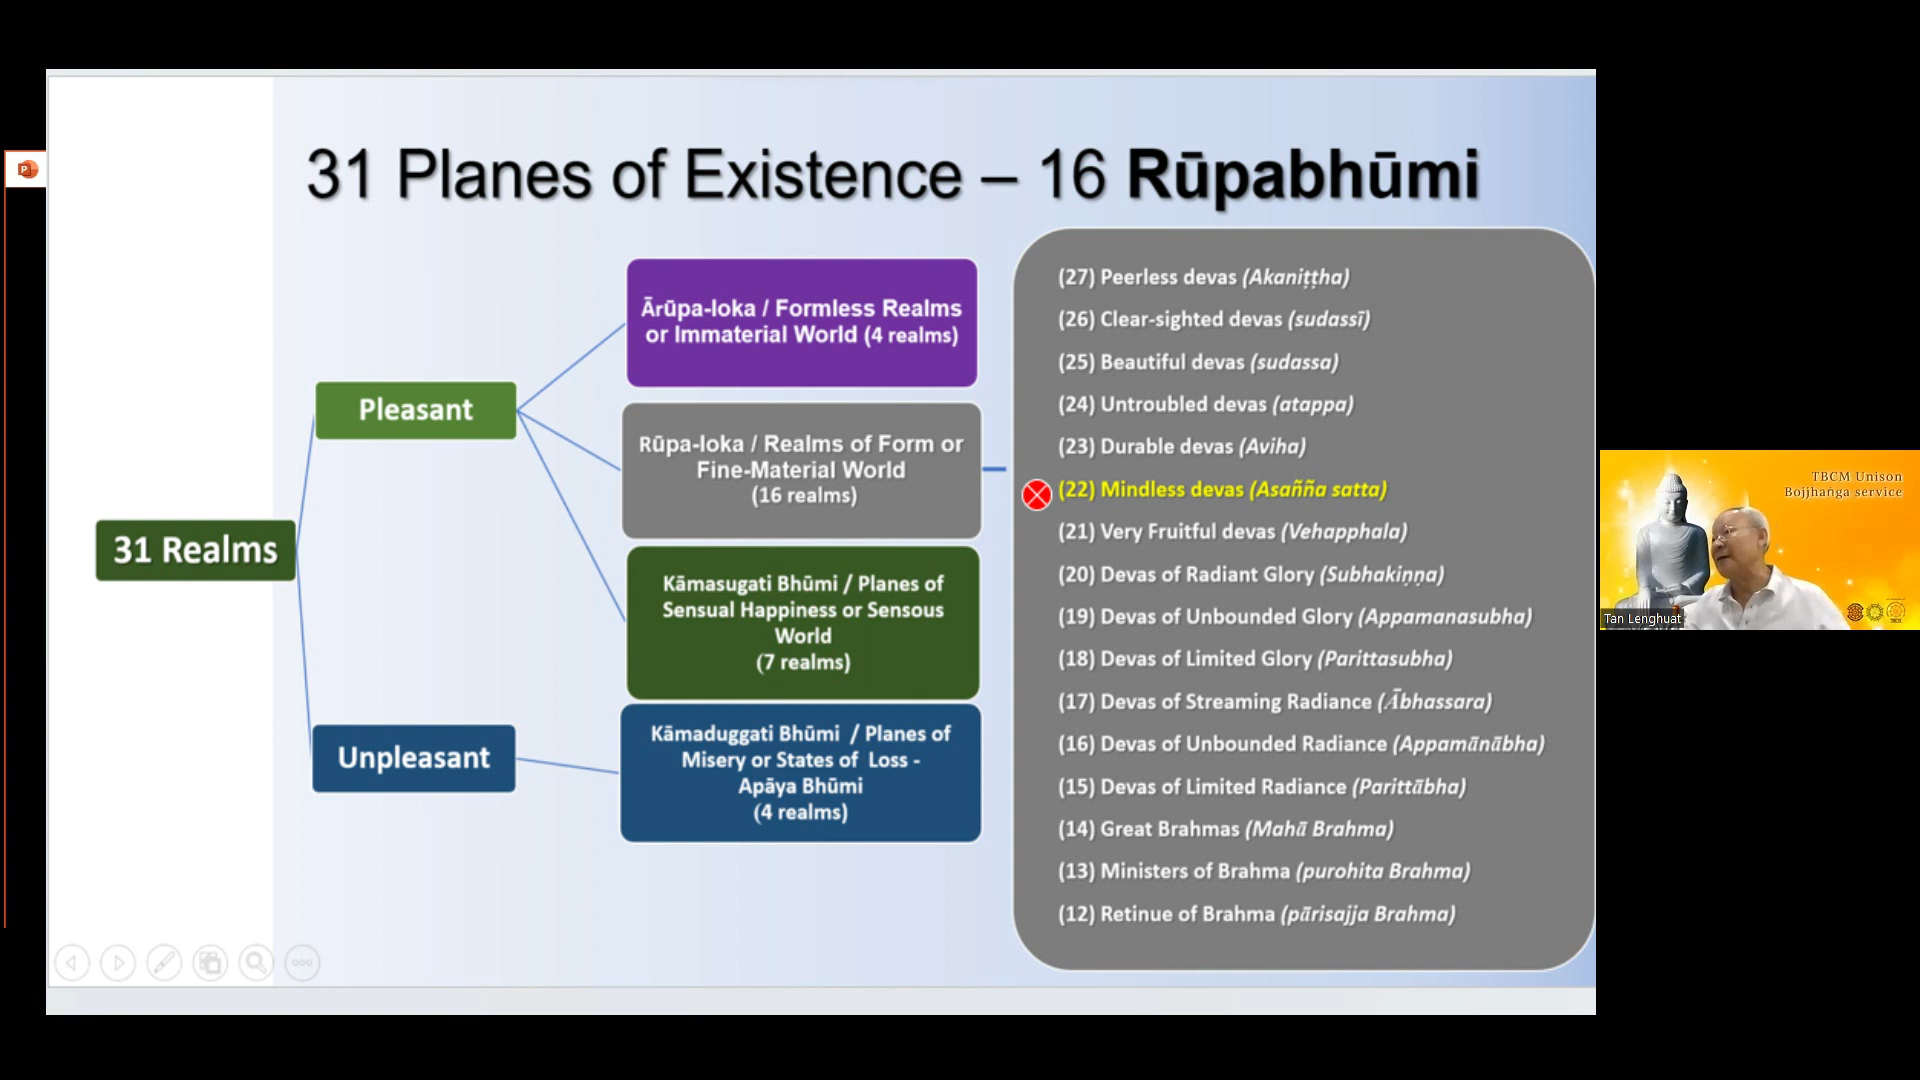 31 Planes of Existence – 16 Rūpabhūmi
31 Realms
Pleasant
Unpleasant
Ārūpa-loka / Formless Realms
or Immaterial World (4 realms)
Rūpa-loka / Realms of Form or
Fine-Material World
(16 realms)
Kāmasugati Bhūmi / Planes of
Sensual Happiness or Sensous
World
(7 realms)
Kāmaduggati Bhūmi / Planes of
Misery or States of Loss -
Apāya Bhūmi
(4 realms)
(27) Peerless devas (Akaniṭṭha)
(26) Clear-sighted devas (sudassī)
(25) Beautiful devas (sudassa)
(24) Untroubled devas (atappa)
(23) Durable devas (Aviha)
(22) Mindless devas (Asañña satta)
(21) Very Fruitful devas (Vehapphala)
(20) Devas of Radiant Glory (Subhakiṇṇa)
(19) Devas of Unbounded Glory (Appamanasubha)
(18) Devas of Limited Glory (Parittasubha)
(17) Devas of Streaming Radiance (Ābhassara)
(16) Devas of Unbounded Radiance (Appamānābha)
(15) Devas of Limited Radiance (Parittābha)
(14) Great Brahmas (Mahā Brahma)
(13) Ministers of Brahma (purohita Brahma)
(12) Retinue of Brahma (pārisajja Brahma)
TBCM Unison
Bojjhaṅga service
Tan Lenghuat